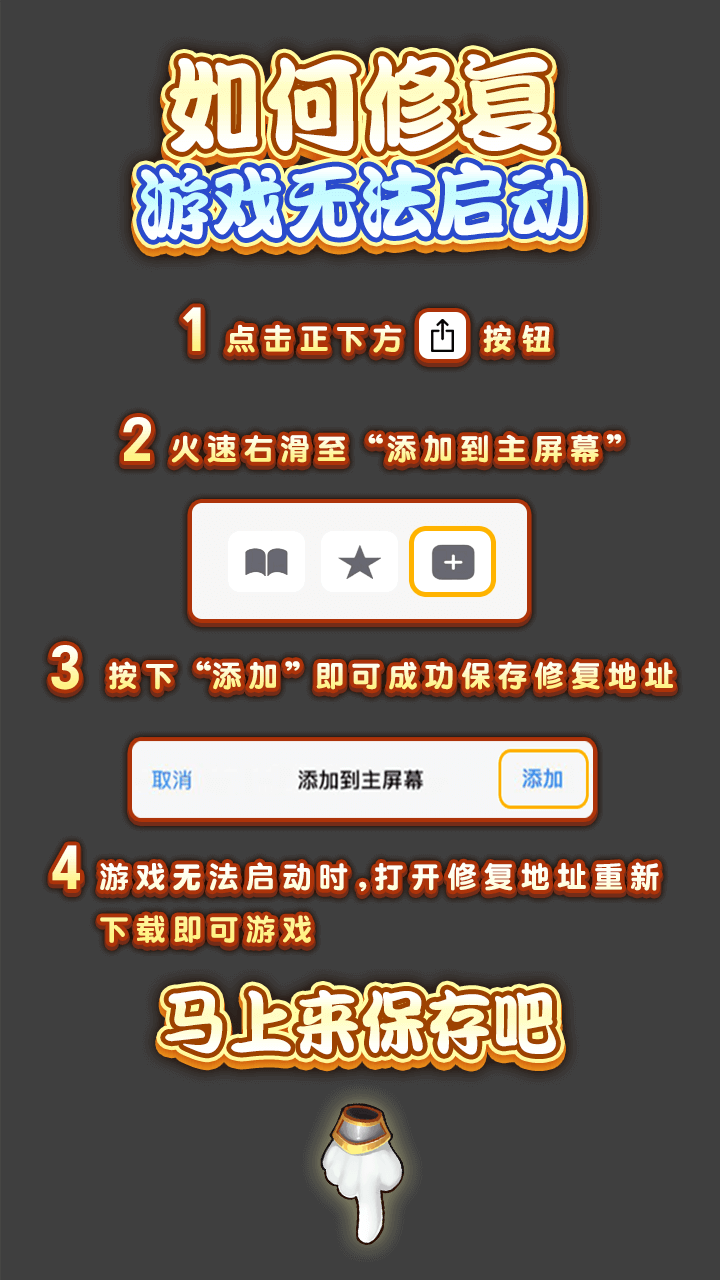 如何修复
游戏无法启动
1 点击正下方 按钮
2 火速右滑至“添加到主屏幕”
3 按下“添加”即可成功保存修复地址
取消 添加到主屏幕 添加
4 游戏无法启动时,打开修复地址重新
下载即可游戏
马上来保存吧